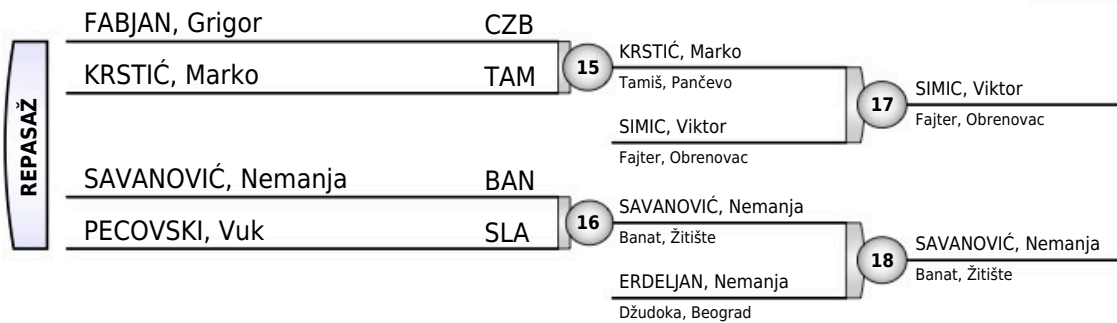 REPASAŽ
FABJAN, Grigor CZB
KRSTIĆ, Marko TAM
15
KRSTIĆ, Marko
Tamiš, Pančevo
SIMIC, Viktor
Fajter, Obrenovac
17
SIMIC, Viktor
Fajter, Obrenovac
SAVANOVIĆ, Nemanja BAN
PECOVSKI, Vuk SLA
16
SAVANOVIĆ, Nemanja
Banat, Žitište
ERDELJAN, Nemanja
Džudoka, Beograd
18
SAVANOVIĆ, Nemanja
Banat, Žitište